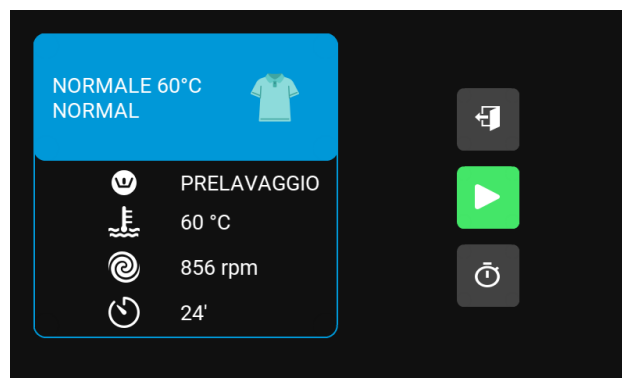 NORMALE 60°C
NORMAL
PRELAVAGGIO
60 °C
856 rpm
24'